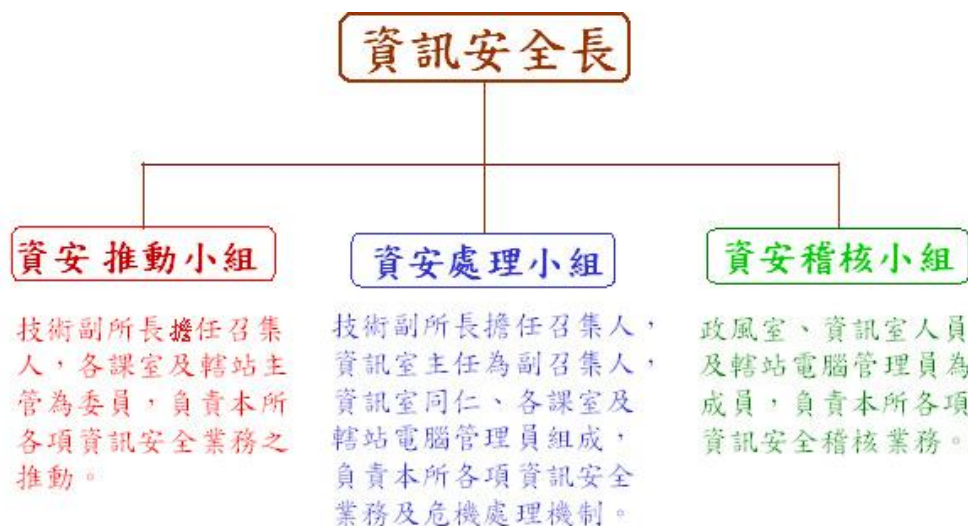 資訊安全長
資安推動小組
技術副所長擔任召集
人，各課室及轄站主
管為委員，負責本所
各項資訊安全業務之
推動。
資安處理小組
技術副所長擔任召集人，
資訊室主任為副召集人，
資訊室同仁、各課室及
轄站電腦管理員組成，
負責本所各項資訊安全
業務及危機處理機制。
資安稽核小組
政風室、資訊室人員
及轄站電腦管理員為
成員，負責本所各項
資訊安全稽核業務。